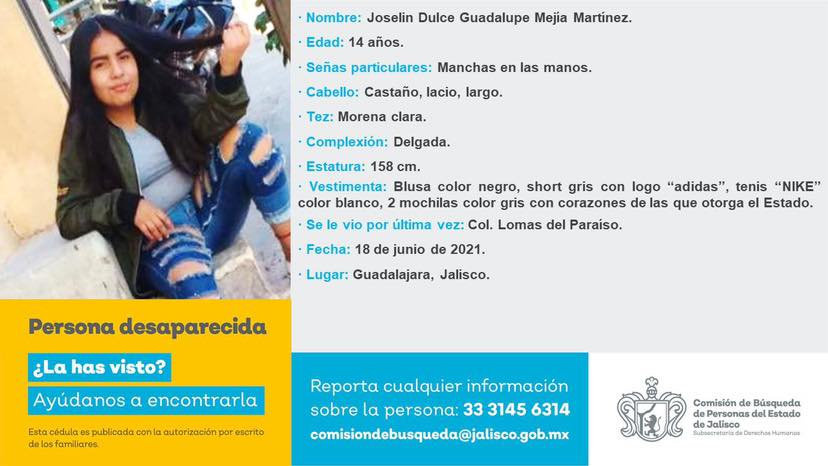 · Nombre: Joselin Dulce Guadalupe Mejía Martínez.
· Edad: 14 años.
· Señas particulares: Manchas en las manos.
· Cabello: Castaño, lacio, largo.
· Tez: Morena clara.
· Complexión: Delgada.
· Estatura: 158 cm.
· Vestimenta: Blusa color negro, short gris con logo “adidas”, tenis “NIKE”
color blanco, 2 mochilas color gris con corazones de las que otorga el Estado.
· Se le vio por última vez: Col. Lomas del Paraíso.
· Fecha: 18 de junio de 2021.
· Lugar: Guadalajara, Jalisco.
Persona desaparecida
¿La has visto?
Ayúdanos a encontrarla
Esta cédula es publicada con la autorización por escrito
de los familiares.
Reporta cualquier información
sobre la persona: 33 3145 6314
comisiondebusqueda@jalisco.gob.mx
Comisión de Búsqueda
de Personas del Estado
de Jalisco
Subsecretaría de Derechos Humanos